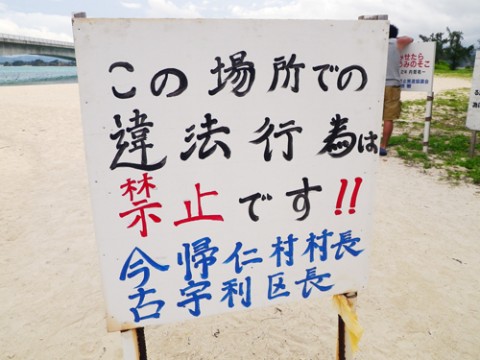 この場所での
違法行為は
禁止です!!
今帰仁村村長
古宇利区長